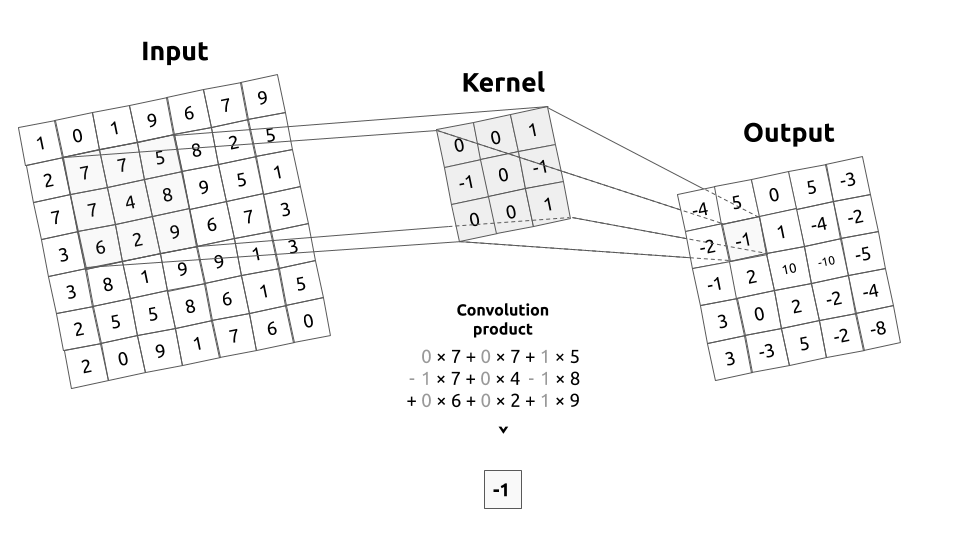 Input
1 0 1 9 6 7 9
2 7 7 5 8 2 5
7 7 4 8 9 5 1
3 6 2 9 6 7 3
3 8 1 9 9 1 3
2 5 5 8 6 1 5
2 0 9 1 7 6 0
Kernel
0 0 1
-1 0 -1
0 0 1
Output
-4 5 0 5 -3
-2 -1 1 -4 -2
-1 2 10 -10 -5
3 0 2 -2 -4
3 -3 5 -2 -8
Convolution
product
0 × 7 + 0 × 7 + 1 × 5
- 1 × 7 + 0 × 4 - 1 × 8
+ 0 × 6 + 0 × 2 + 1 × 9
-1